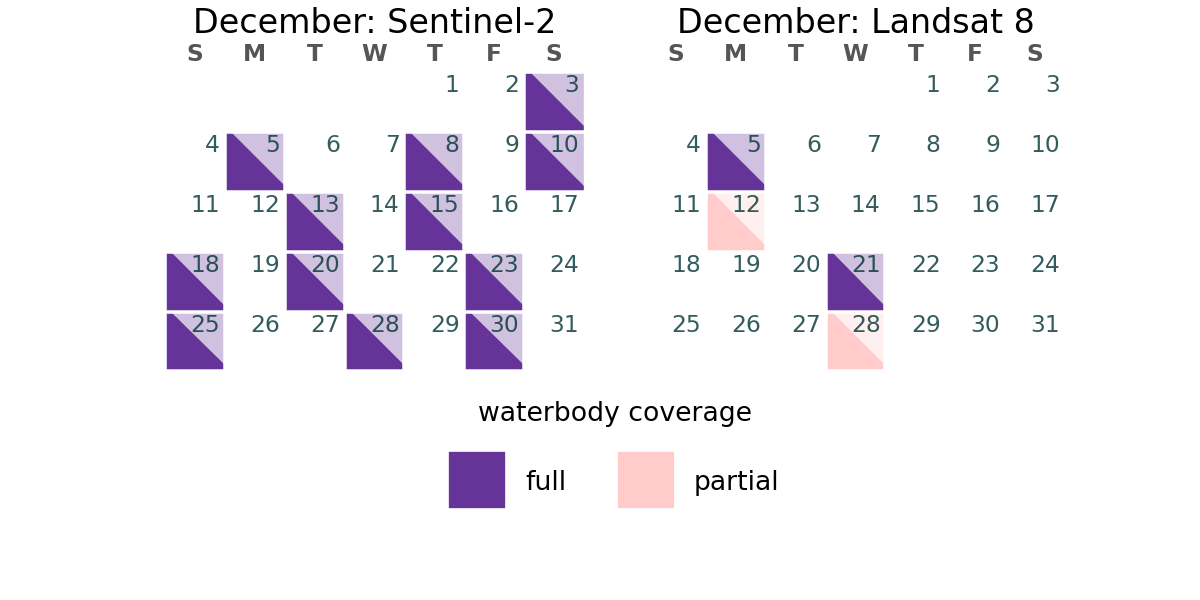 December: Sentinel-2
S M T W T F S
1 2 3
4 5 6 7 8 9 10
11 12 13 14 15 16 17
18 19 20 21 22 23 24
25 26 27 28 29 30 31
December: Landsat 8
S M T W T F S
1 2 3
4 5 6 7 8 9 10
11 12 13 14 15 16 17
18 19 20 21 22 23 24
25 26 27 28 29 30 31
waterbody coverage
full
partial